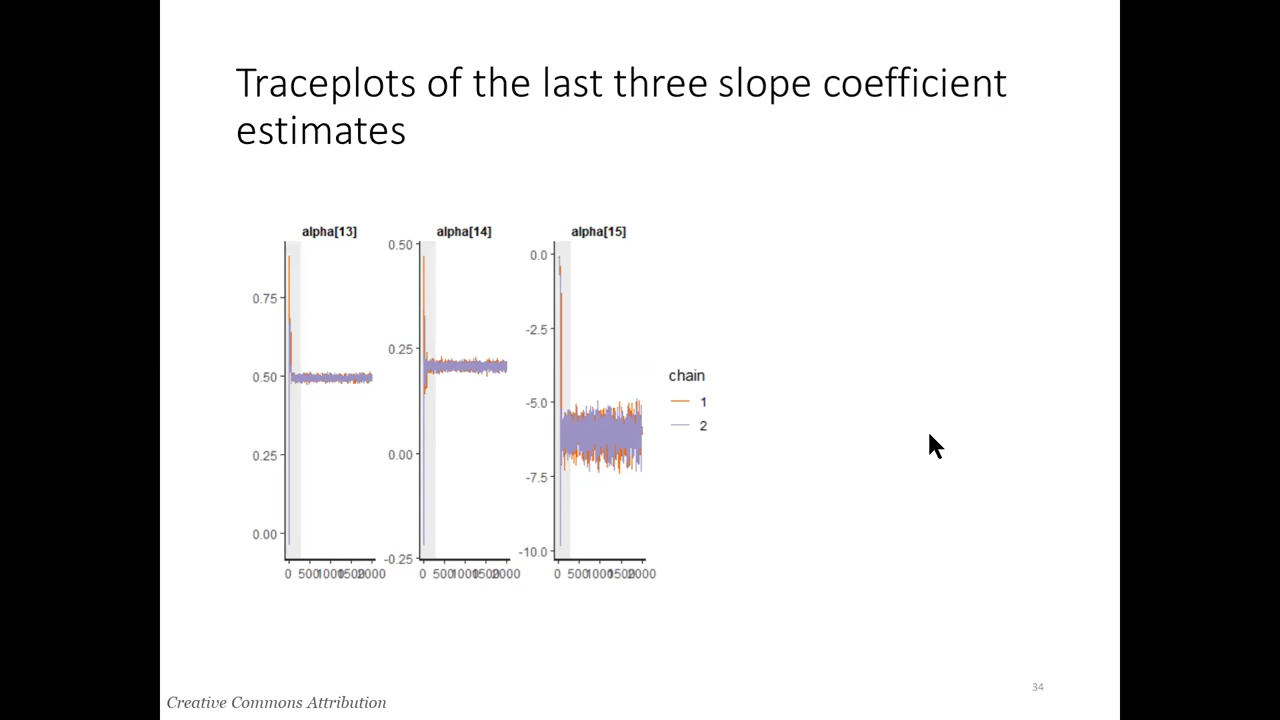 Traceplots of the last three slope coefficient
estimates
alpha[13] alpha[14] alpha[15]
0.75
0.50
0.25
0.00
0 500 1000 1500 2000
0.50
0.25
0.00
-0.25
0 500 1000 1500 2000
0.0
-2.5
-5.0
-7.5
-10.0
0 500 1000 1500 2000
chain
1
2
34
Creative Commons Attribution